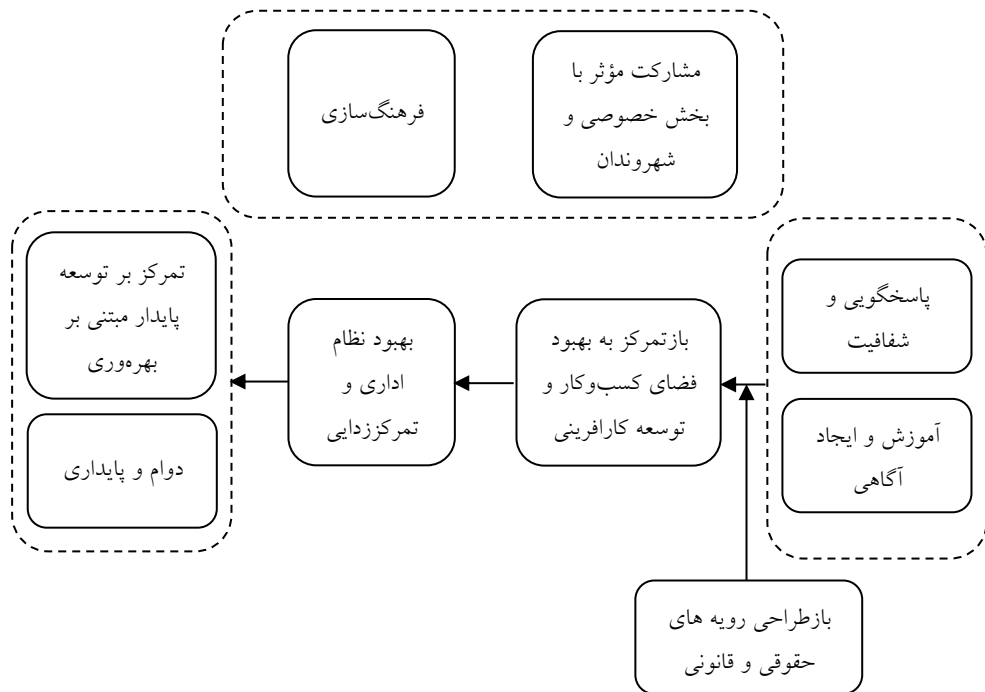 مشارکت مؤثر با
بخش خصوصی و
شهروندان
فرهنگ‌سازی
پاسخگویی و
شفافیت
آموزش و ایجاد
آگاهی
بازتمرکز به بهبود
فضای کسب‌وکار و
توسعه کارافرینی
بهبود نظام
اداری و
تمرکززدایی
تمرکز بر توسعه
پایدار مبتنی بر
بهره‌وری
دوام و پایداری
بازطراحی رویه های
حقوقی و قانونی